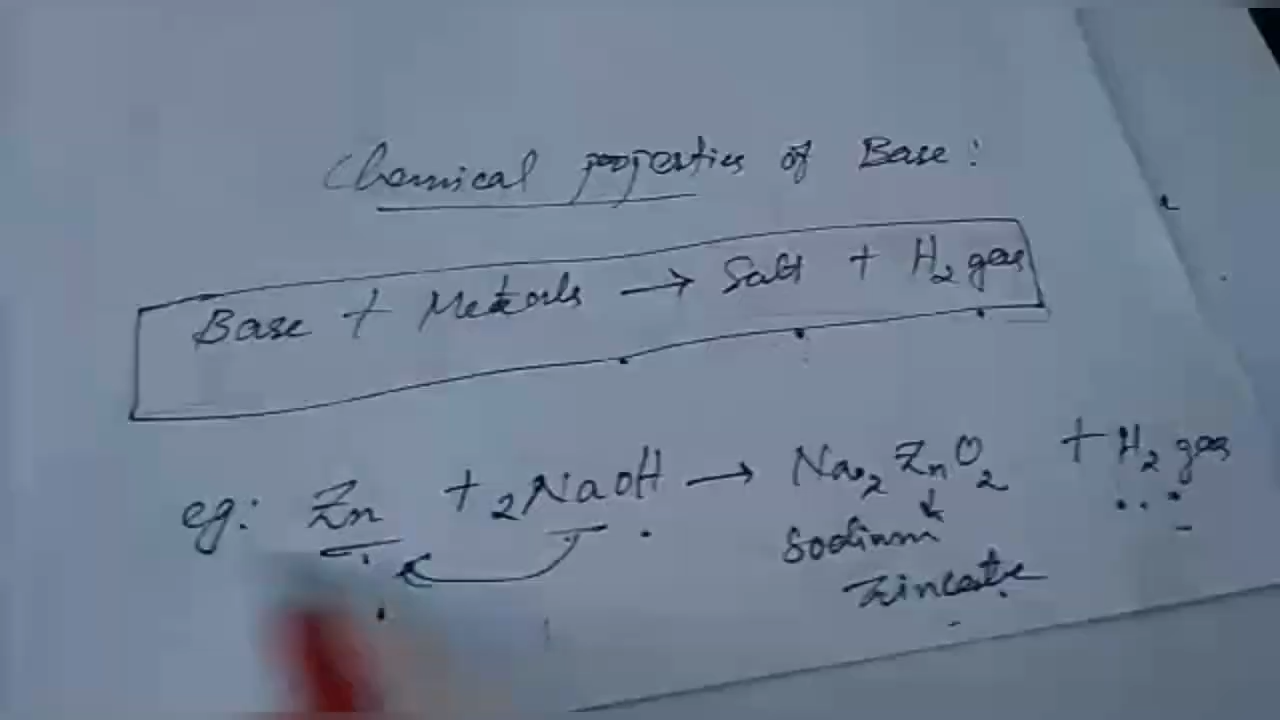 Chemical properties of Base :
Base + Metals → Salt + H₂ gas
eg: Zn + 2NaOH → Na₂ZnO₂ + H₂ gas
Sodium
Zincate